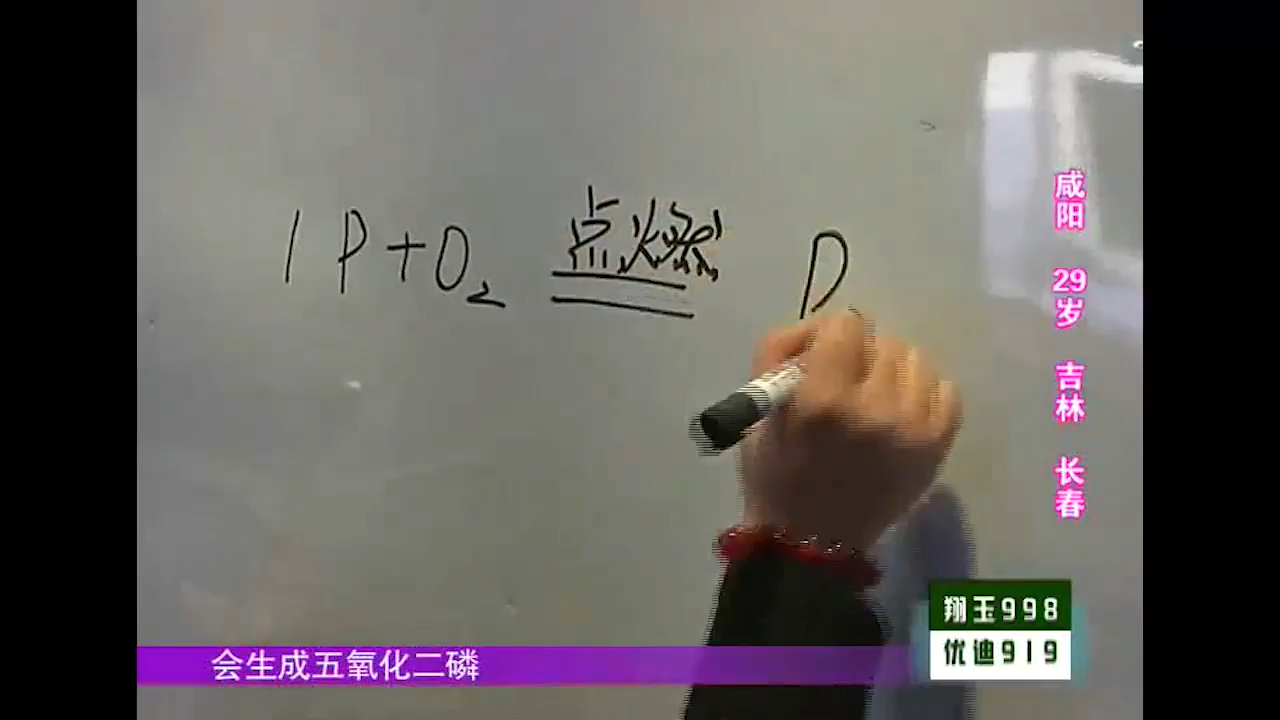 点燃
1 P+O₂ ══ P
咸阳 29岁 吉林 长春
翔玉998
优迪919
会生成五氧化二磷